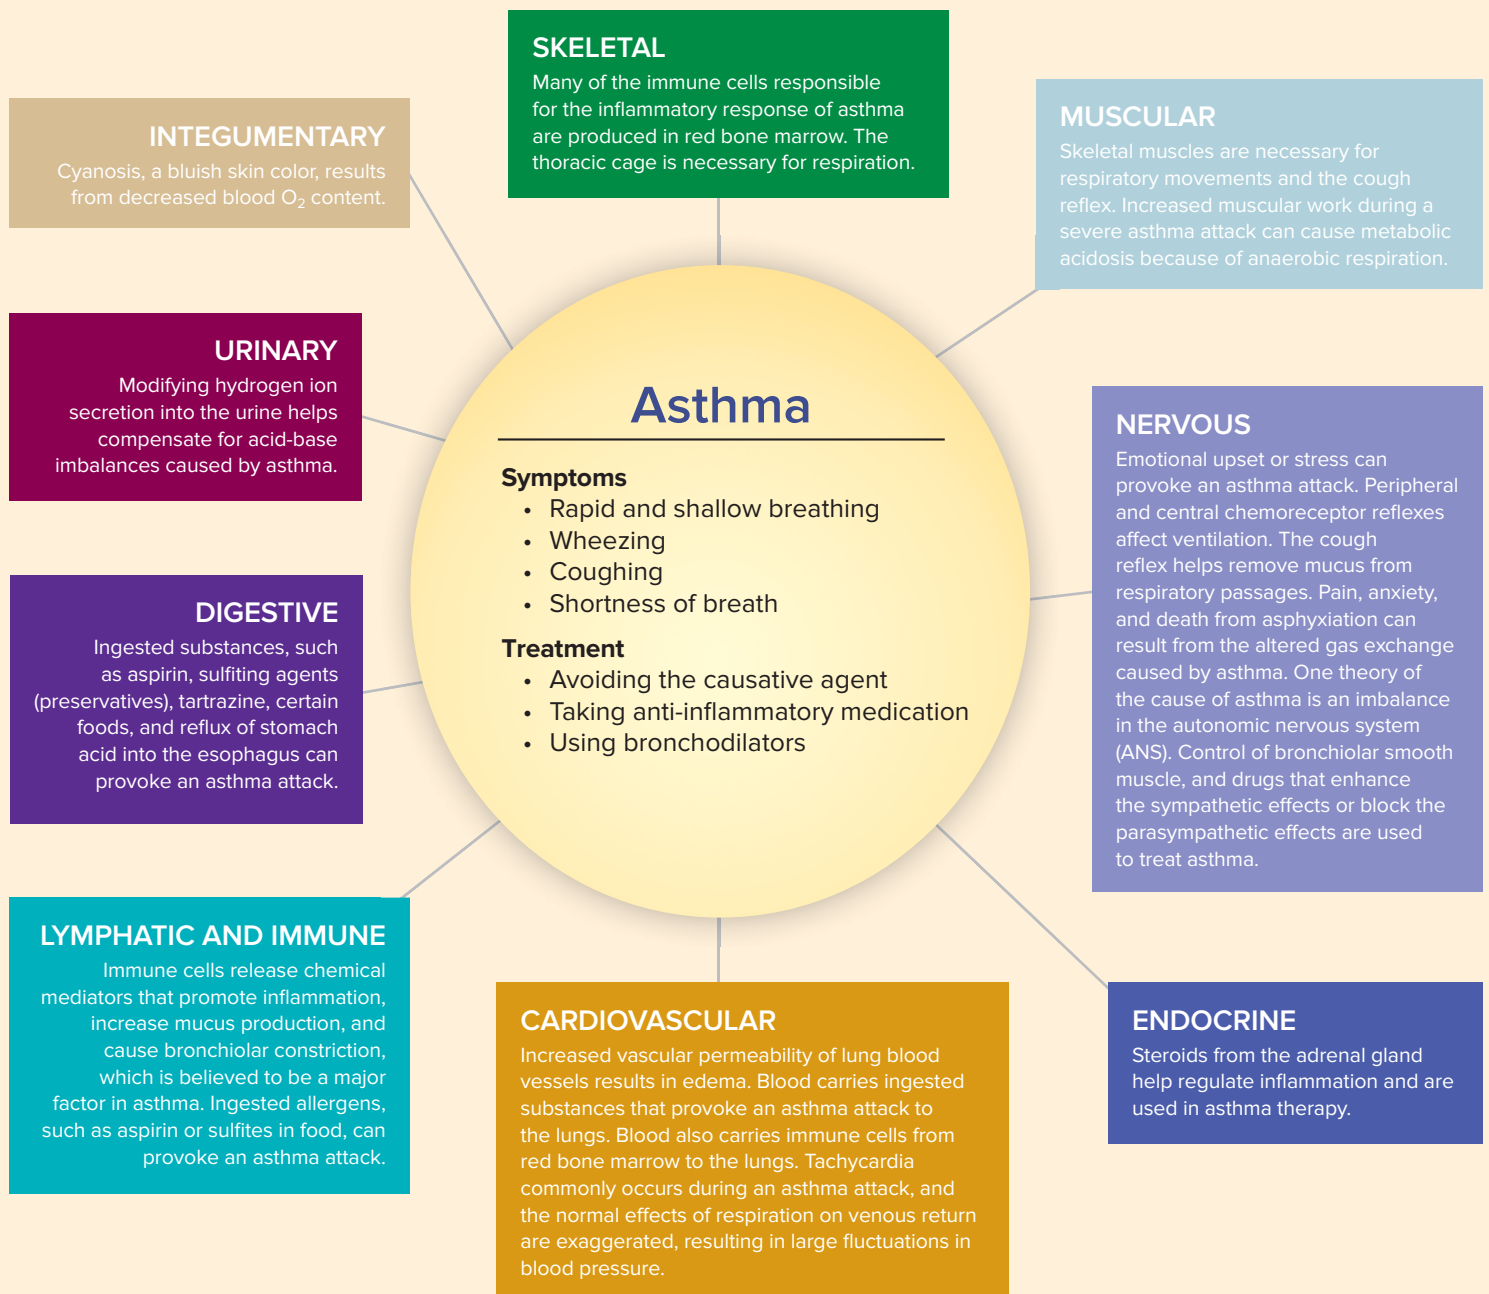 SKELETAL
Many of the immune cells responsible
for the inflammatory response of asthma
are produced in red bone marrow. The
thoracic cage is necessary for respiration.
INTEGUMENTARY
Cyanosis, a bluish skin color, results
from decreased blood O₂ content.
MUSCULAR
Skeletal muscles are necessary for
respiratory movements and the cough
reflex. Increased muscular work during a
severe asthma attack can cause metabolic
acidosis because of anaerobic respiration.
URINARY
Modifying hydrogen ion
secretion into the urine helps
compensate for acid-base
imbalances caused by asthma.
Asthma
Symptoms
• Rapid and shallow breathing
• Wheezing
• Coughing
• Shortness of breath
Treatment
• Avoiding the causative agent
• Taking anti-inflammatory medication
• Using bronchodilators
NERVOUS
Emotional upset or stress can
provoke an asthma attack. Peripheral
and central chemoreceptor reflexes
affect ventilation. The cough
reflex helps remove mucus from
respiratory passages. Pain, anxiety,
and death from asphyxiation can
result from the altered gas exchange
caused by asthma. One theory of
the cause of asthma is an imbalance
in the autonomic nervous system
(ANS). Control of bronchiolar smooth
muscle, and drugs that enhance
the sympathetic effects or block the
parasympathetic effects are used
to treat asthma.
DIGESTIVE
Ingested substances, such
as aspirin, sulfiting agents
(preservatives), tartrazine, certain
foods, and reflux of stomach
acid into the esophagus can
provoke an asthma attack.
LYMPHATIC AND IMMUNE
Immune cells release chemical
mediators that promote inflammation,
increase mucus production, and
cause bronchiolar constriction,
which is believed to be a major
factor in asthma. Ingested allergens,
such as aspirin or sulfites in food, can
provoke an asthma attack.
CARDIOVASCULAR
Increased vascular permeability of lung blood
vessels results in edema. Blood carries ingested
substances that provoke an asthma attack to
the lungs. Blood also carries immune cells from
red bone marrow to the lungs. Tachycardia
commonly occurs during an asthma attack, and
the normal effects of respiration on venous return
are exaggerated, resulting in large fluctuations in
blood pressure.
ENDOCRINE
Steroids from the adrenal gland
help regulate inflammation and are
used in asthma therapy.